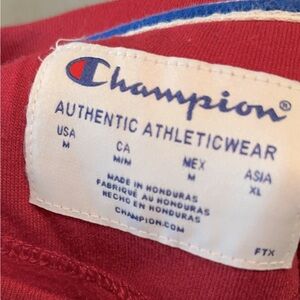 Champion®
AUTHENTIC ATHLETICWEAR
USA CA MEX ASIA
M M/M M XL
MADE IN HONDURAS
FABRIQUÉ AU HONDURAS
HECHO EN HONDURAS
CHAMPION.COM
FTX